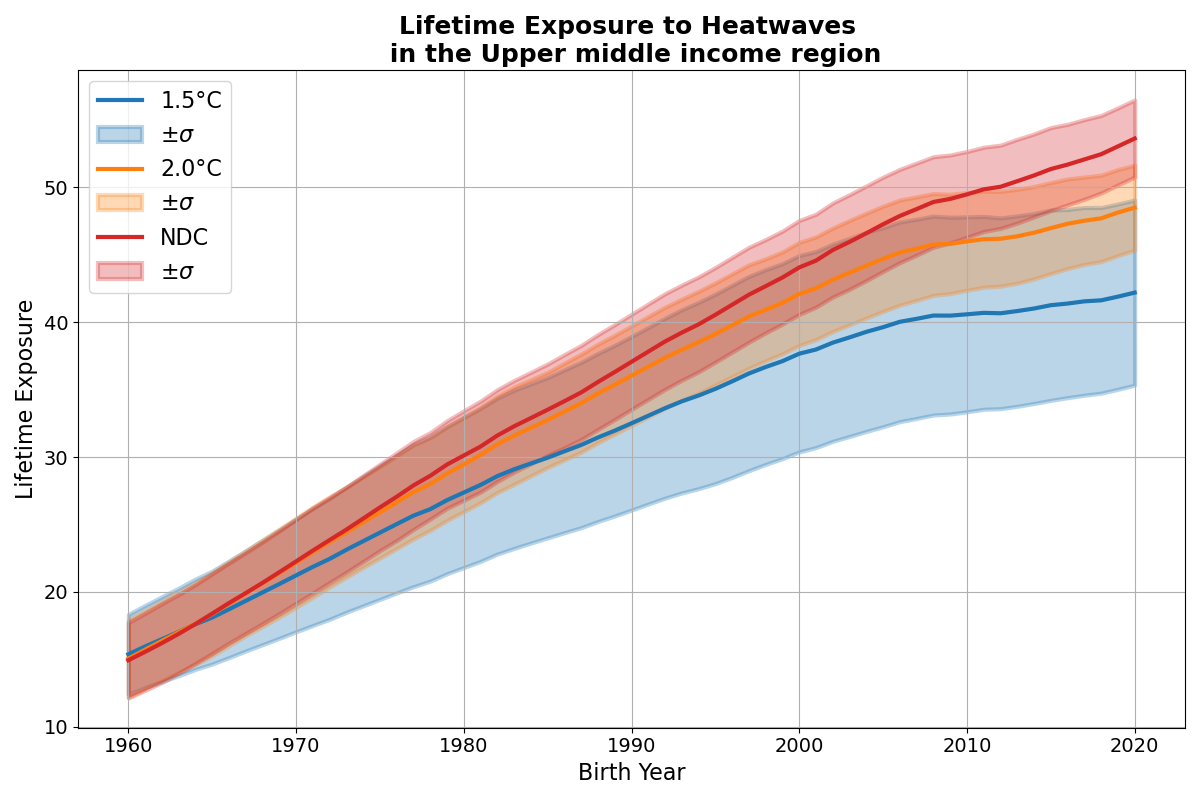 Lifetime Exposure to Heatwaves
in the Upper middle income region
1.5°C
±σ
2.0°C
±σ
NDC
±σ
Lifetime Exposure
50
40
30
20
10
1960 1970 1980 1990 2000 2010 2020
Birth Year